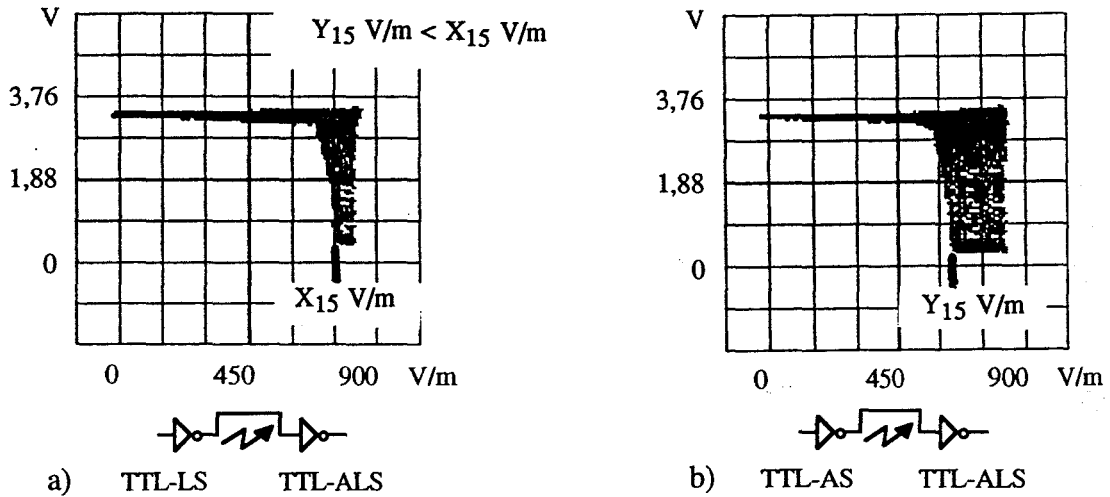 V
Y15 V/m < X15 V/m
3,76
1,88
0
X15 V/m
0 450 900 V/m
a) TTL-LS TTL-ALS
V
3,76
1,88
0
Y15 V/m
0 450 900 V/m
b) TTL-AS TTL-ALS